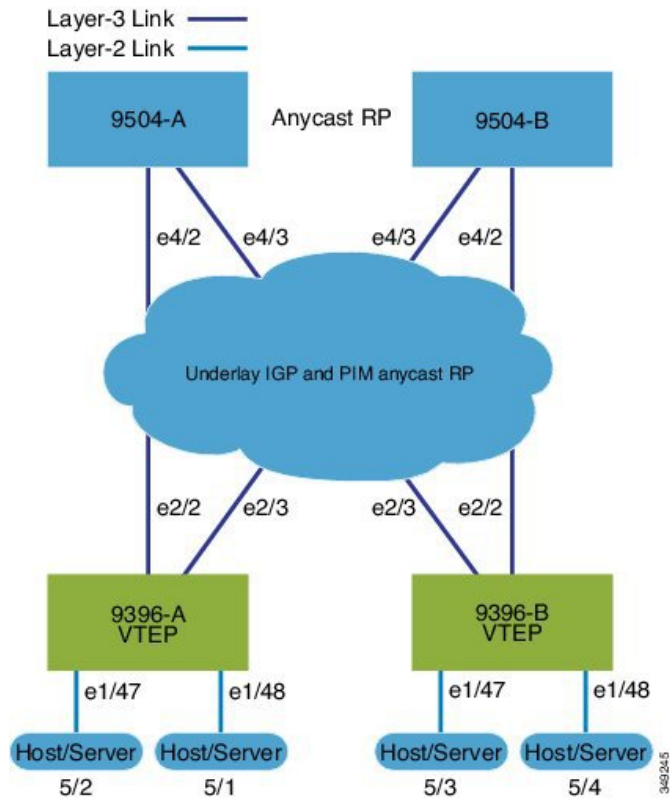 Layer-3 Link
Layer-2 Link
9504-A
Anycast RP
9504-B
e4/2
e4/3
e4/3
e4/2
Underlay IGP and PIM anycast RP
e2/2
e2/3
e2/3
e2/2
9396-A
VTEP
9396-B
VTEP
e1/47
e1/48
e1/47
e1/48
Host/Server
Host/Server
Host/Server
Host/Server
5/2
5/1
5/3
5/4
349245